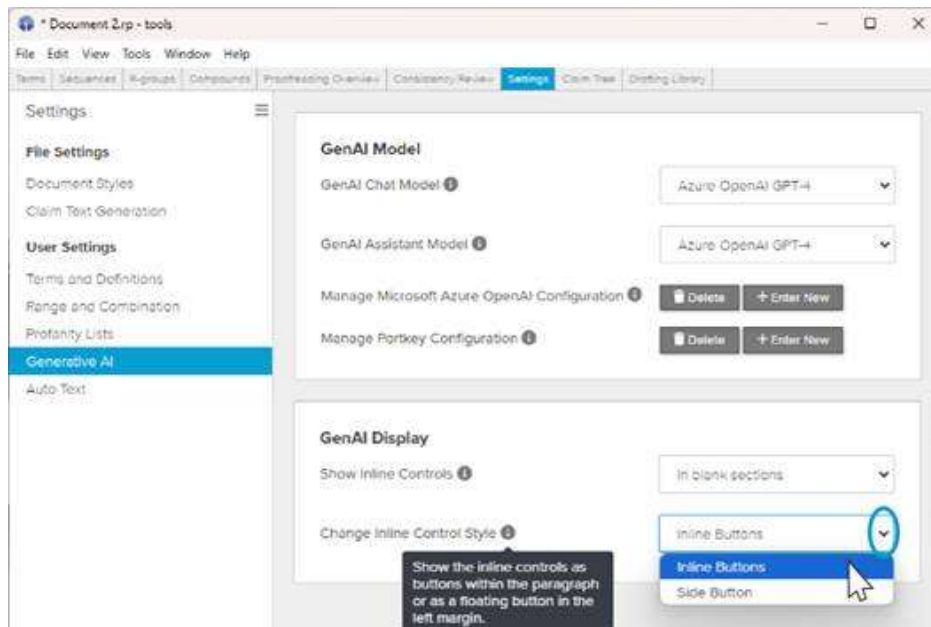 * Document 2.rp - tools
File Edit View Tools Window Help
Terms Sequences R-groups Compounds Proofreading Overview Consistency Review Settings Claim Tree Drafting Library
Settings
File Settings
Document Styles
Claim Text Generation
User Settings
Terms and Definitions
Range and Combination
Profanity Lists
Generative AI
Auto Text
GenAI Model
GenAI Chat Model
Azure OpenAI GPT-4
GenAI Assistant Model
Azure OpenAI GPT-4
Manage Microsoft Azure OpenAI Configuration
Delete + Enter New
Manage Portkey Configuration
Delete + Enter New
GenAI Display
Show Inline Controls
In blank sections
Change Inline Control Style
Inline Buttons
Show the inline controls as
buttons within the paragraph
or as a floating button in the
left margin.
Inline Buttons
Side Button